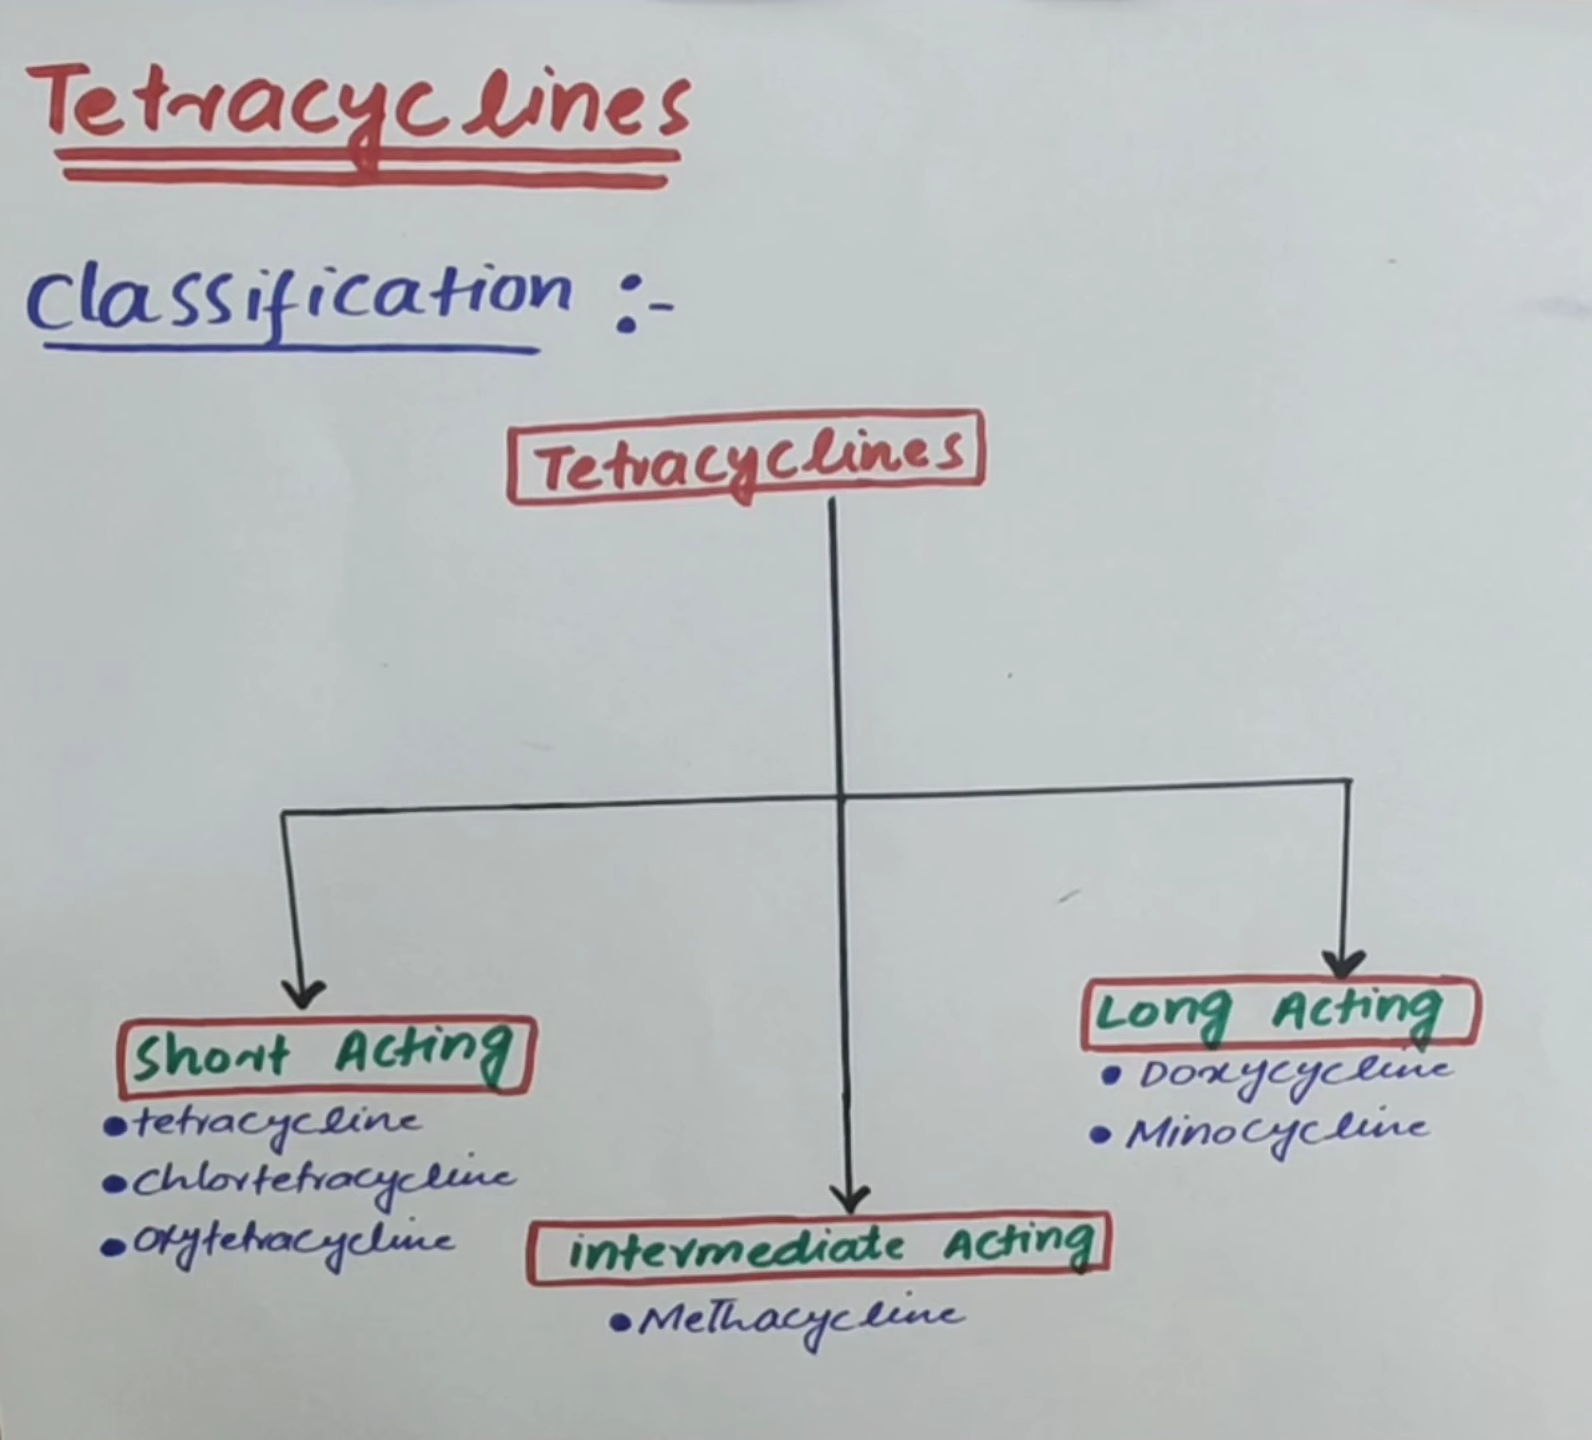 Tetracyclines
Classification :-
Tetracyclines
Short Acting
• tetracycline
• Chlortetracycline
• Oxytetracycline
intermediate Acting
• Methacycline
Long Acting
• Doxycycline
• Minocycline